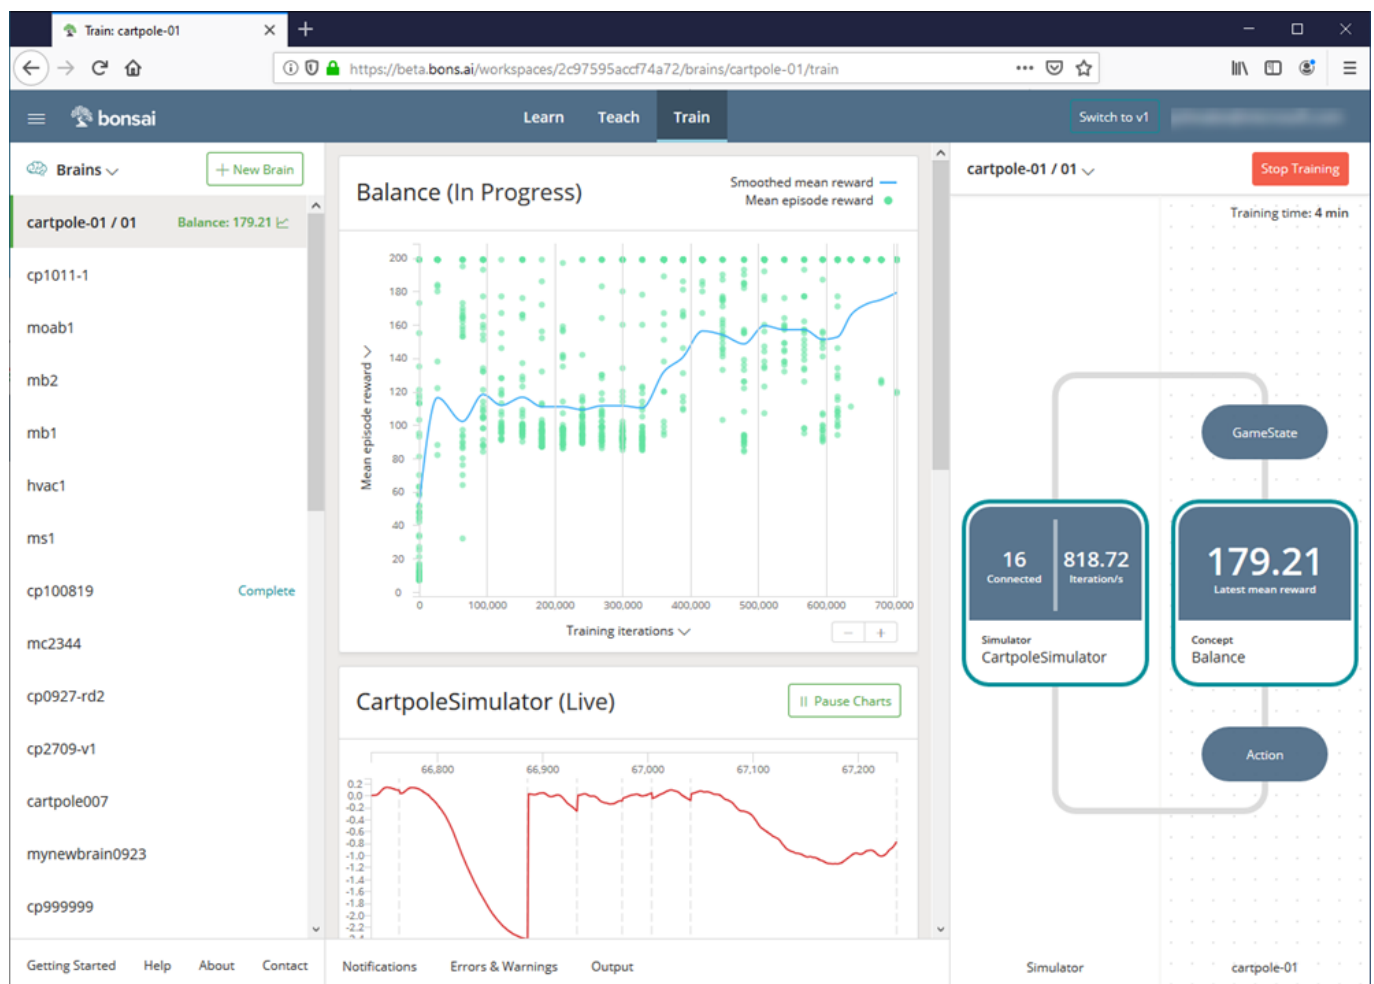 Train: cartpole-01
https://beta.bons.ai/workspaces/2c97595accf74a72/brains/cartpole-01/train
bonsai
Learn Teach Train
Switch to v1
Brains
+ New Brain
cartpole-01 / 01 Balance: 179.21
cp1011-1
moab1
mb2
mb1
hvac1
ms1
cp100819 Complete
mc2344
cp0927-rd2
cp2709-v1
cartpole007
mynewbrain0923
cp999999
Getting Started Help About Contact
Balance (In Progress)
Smoothed mean reward
Mean episode reward
200
180
160
140
120
100
80
60
40
20
0
Mean episode reward
0 100,000 200,000 300,000 400,000 500,000 600,000 700,000
Training iterations
- +
CartpoleSimulator (Live)
Pause Charts
66,800 66,900 67,000 67,100 67,200
0.2
0.0
-0.2
-0.4
-0.6
-0.8
-1.0
-1.2
-1.4
-1.6
-1.8
-2.0
-2.2
Notifications Errors & Warnings Output
cartpole-01 / 01
Stop Training
Training time: 4 min
GameState
16 818.72
Connected Iteration/s
Simulator
CartpoleSimulator
179.21
Latest mean reward
Concept
Balance
Action
Simulator cartpole-01